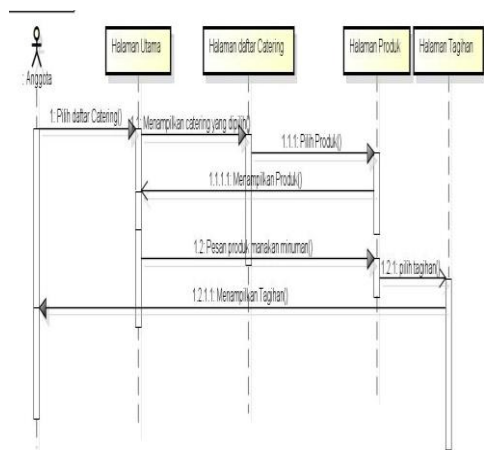 Halaman Utama
Halaman daftar Catering
Halaman Produk
Halaman Tagihan
: Anggota
1: Pilih daftar Catering()
1.1: Menampilkan catering yang dipilih()
1.1.1: Pilih Produk()
1.1.1.1: Menampilkan Produk()
1.2: Pesan produk manakan minuman()
1.2.1: pilih tagihan()
1.2.1.1: Menampilkan Tagihan()